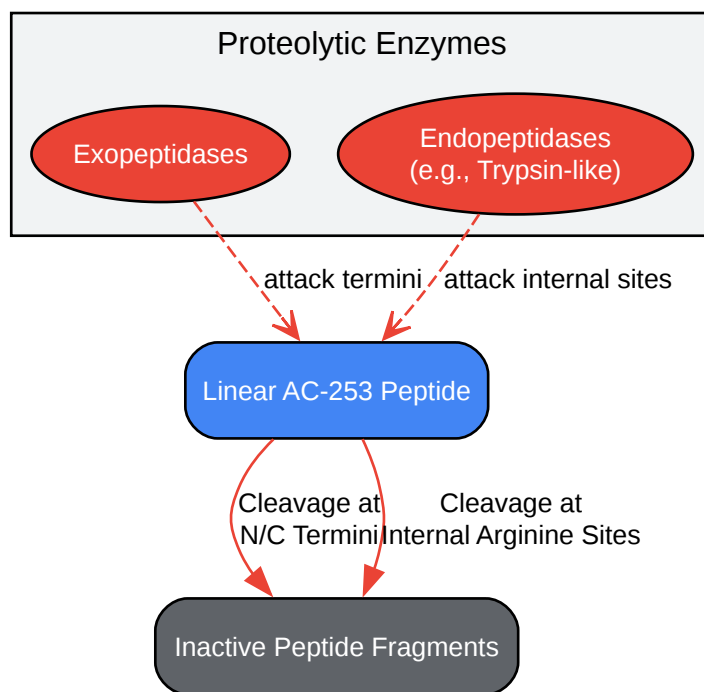 Proteolytic Enzymes
Exopeptidases
Endopeptidases
(e.g., Trypsin-like)
attack termini
attack internal sites
Linear AC-253 Peptide
Cleavage at
N/C Termini
Cleavage at
Internal Arginine Sites
Inactive Peptide Fragments